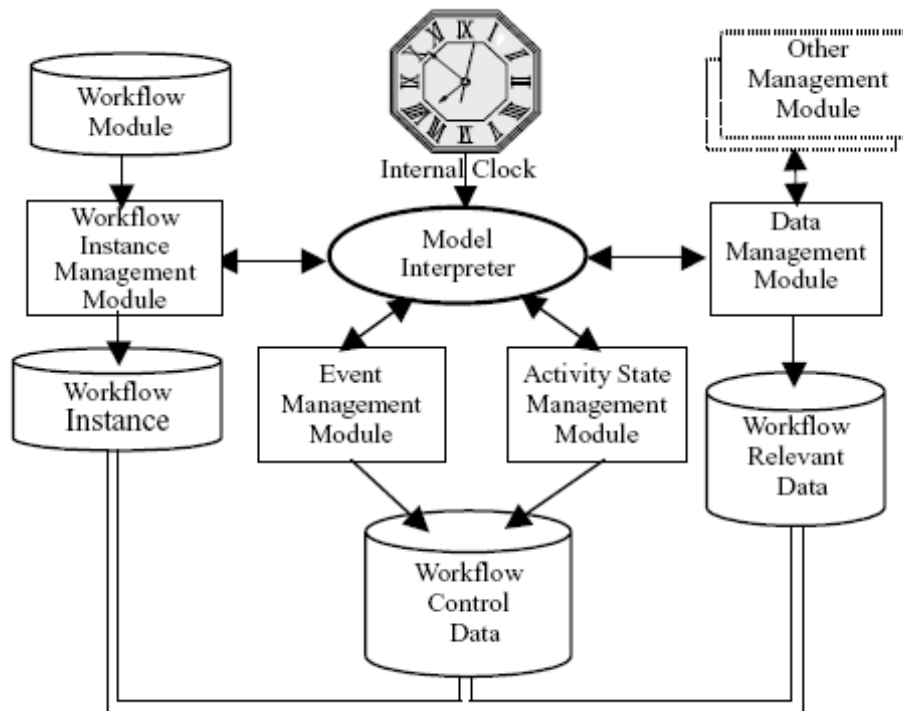 Workflow
Module
Internal Clock
Other
Management
Module
Workflow
Instance
Management
Module
Model
Interpreter
Data
Management
Module
Workflow
Instance
Event
Management
Module
Activity State
Management
Module
Workflow
Relevant
Data
Workflow
Control
Data